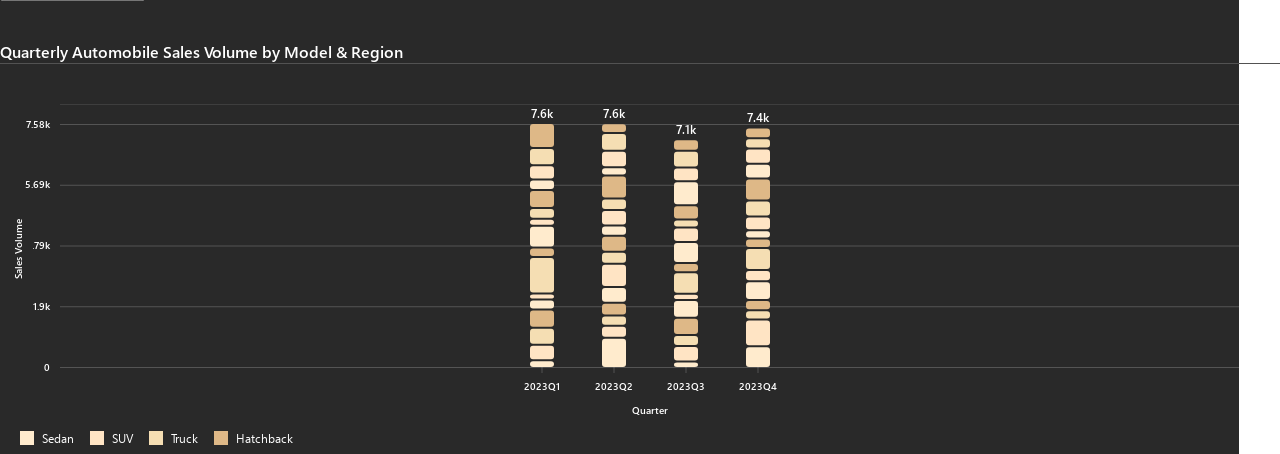 Quarterly Automobile Sales Volume by Model & Region
7.6k
7.6k
7.1k
7.4k
7.58k
5.69k
.79k
1.9k
0
Sales Volume
2023Q1
2023Q2
2023Q3
2023Q4
Quarter
Sedan
SUV
Truck
Hatchback